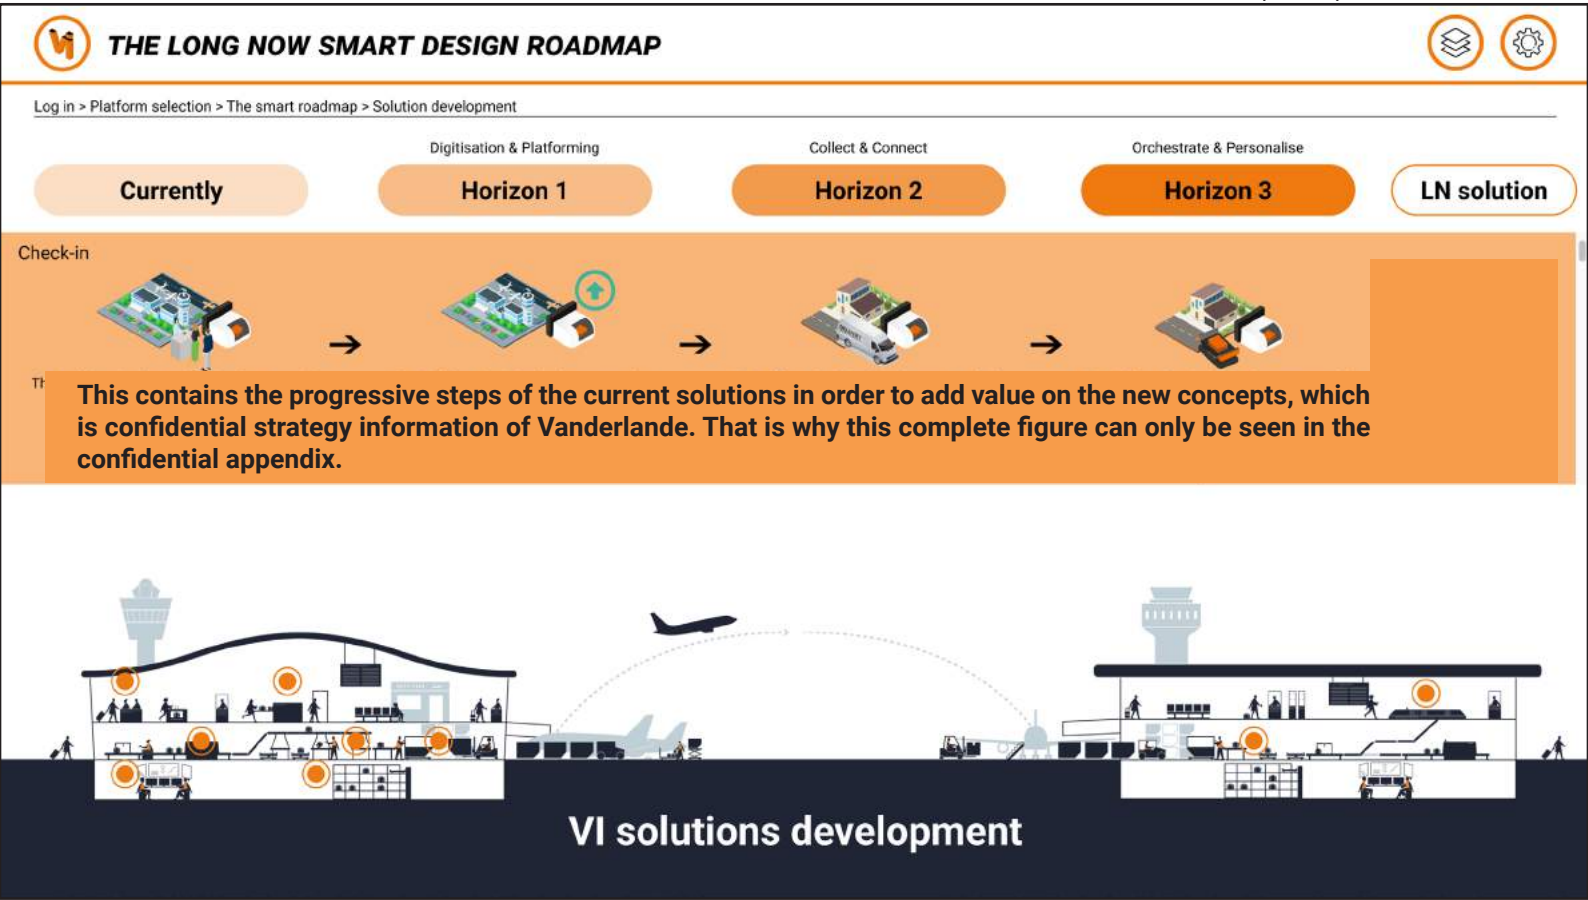 THE LONG NOW SMART DESIGN ROADMAP
Log in > Platform selection > The smart roadmap > Solution development
Digitisation & Platforming
Collect & Connect
Orchestrate & Personalise
Currently
Horizon 1
Horizon 2
Horizon 3
LN solution
Check-in
This contains the progressive steps of the current solutions in order to add value on the new concepts, which
is confidential strategy information of Vanderlande. That is why this complete figure can only be seen in the
confidential appendix.
VI solutions development